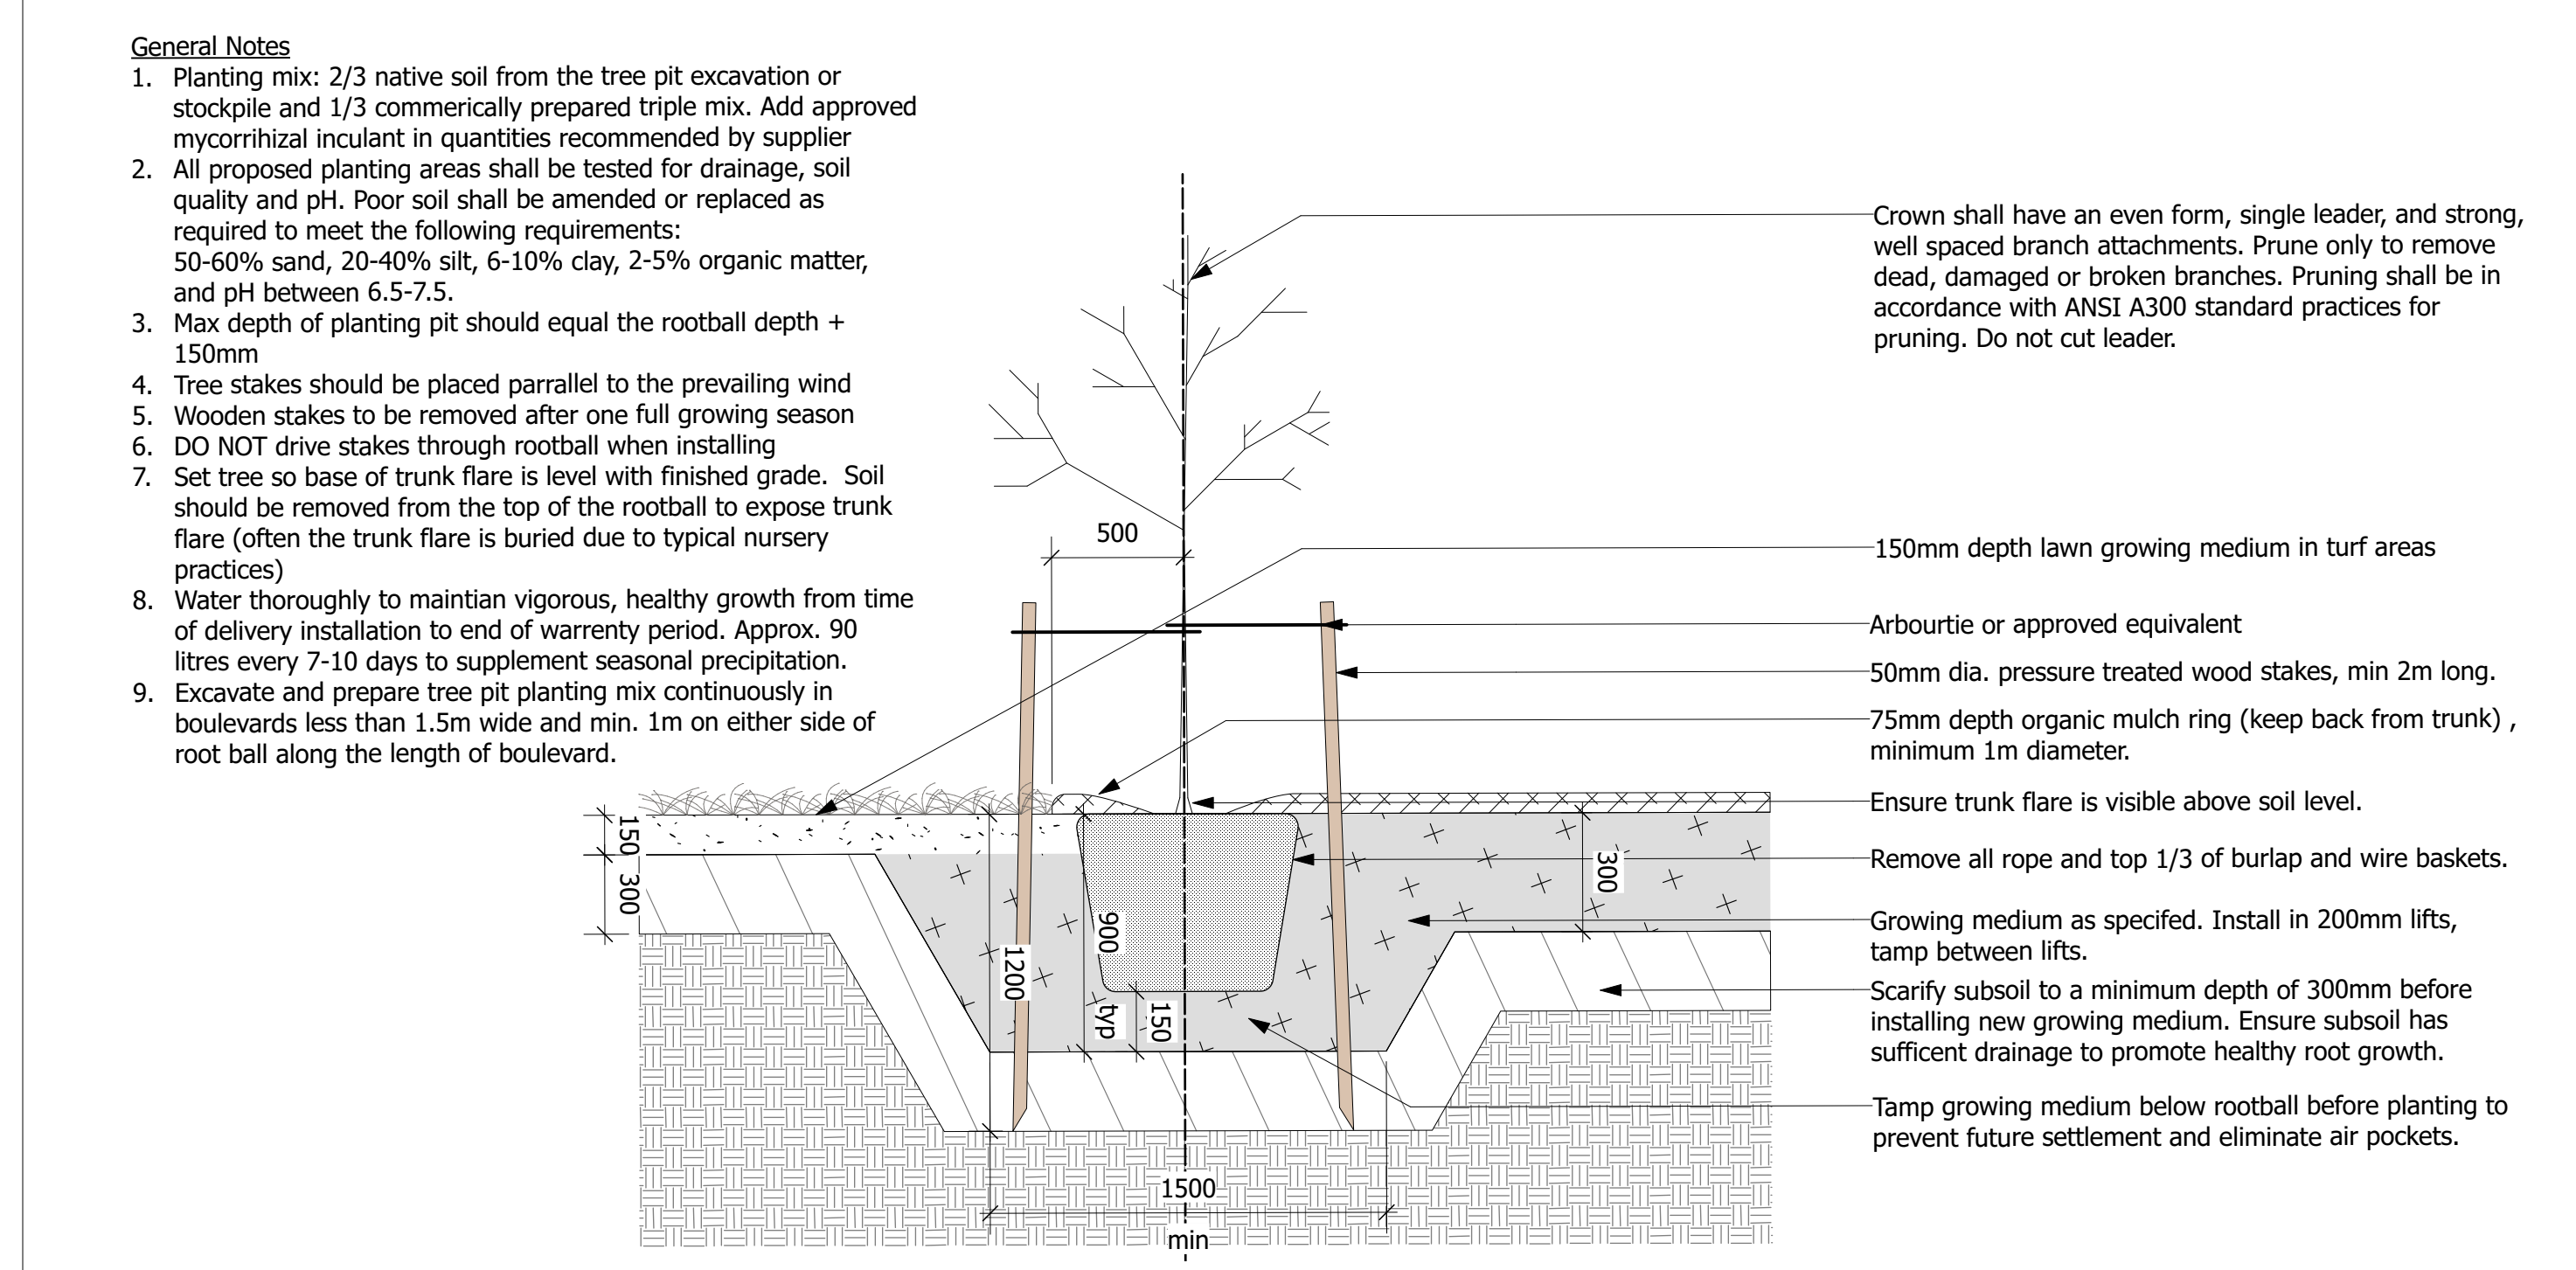 General Notes
1. Planting mix: 2/3 native soil from the tree pit excavation or
stockpile and 1/3 commerically prepared triple mix. Add approved
mycorrihizal inculant in quantities recommended by supplier
2. All proposed planting areas shall be tested for drainage, soil
quality and pH. Poor soil shall be amended or replaced as
required to meet the following requirements:
50-60% sand, 20-40% silt, 6-10% clay, 2-5% organic matter,
and pH between 6.5-7.5.
3. Max depth of planting pit should equal the rootball depth +
150mm
4. Tree stakes should be placed parrallel to the prevailing wind
5. Wooden stakes to be removed after one full growing season
6. DO NOT drive stakes through rootball when installing
7. Set tree so base of trunk flare is level with finished grade. Soil
should be removed from the top of the rootball to expose trunk
flare (often the trunk flare is buried due to typical nursery
practices)
8. Water thoroughly to maintian vigorous, healthy growth from time
of delivery installation to end of warrenty period. Approx. 90
litres every 7-10 days to supplement seasonal precipitation.
9. Excavate and prepare tree pit planting mix continuously in
boulevards less than 1.5m wide and min. 1m on either side of
root ball along the length of boulevard.
500
150
300
1200
900
typ
150
300
1500
min
Crown shall have an even form, single leader, and strong,
well spaced branch attachments. Prune only to remove
dead, damaged or broken branches. Pruning shall be in
accordance with ANSI A300 standard practices for
pruning. Do not cut leader.
150mm depth lawn growing medium in turf areas
Arbourtie or approved equivalent
50mm dia. pressure treated wood stakes, min 2m long.
75mm depth organic mulch ring (keep back from trunk) ,
minimum 1m diameter.
Ensure trunk flare is visible above soil level.
Remove all rope and top 1/3 of burlap and wire baskets.
Growing medium as specifed. Install in 200mm lifts,
tamp between lifts.
Scarify subsoil to a minimum depth of 300mm before
installing new growing medium. Ensure subsoil has
sufficent drainage to promote healthy root growth.
Tamp growing medium below rootball before planting to
prevent future settlement and eliminate air pockets.